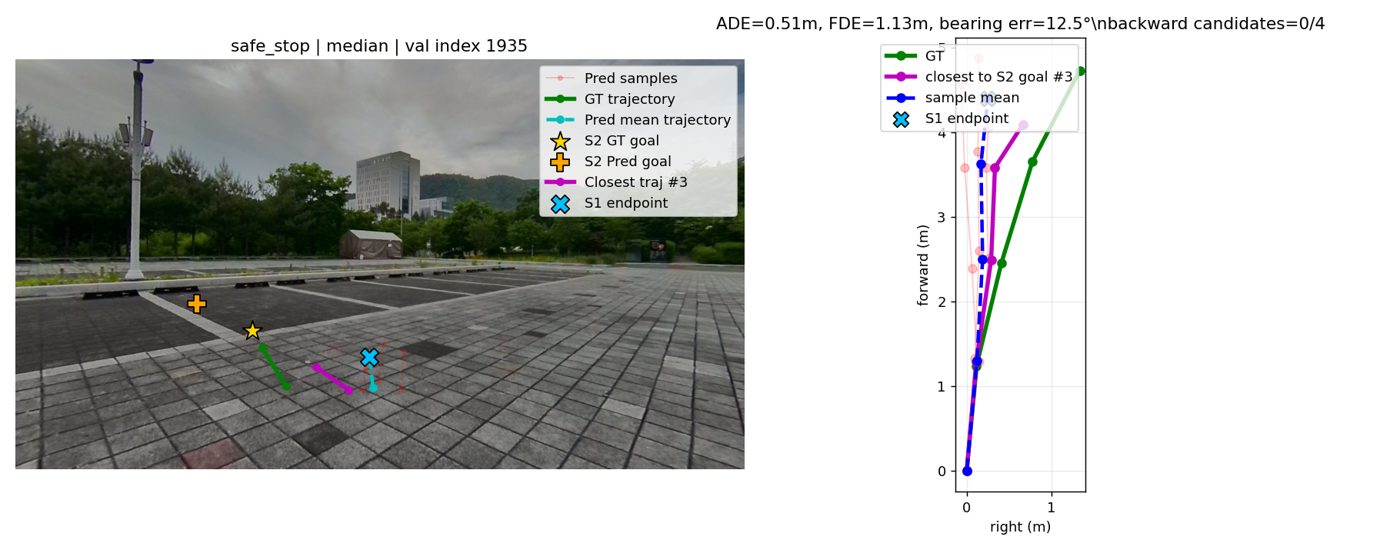 ADE=0.51m, FDE=1.13m, bearing err=12.5°\nbackward candidates=0/4
safe_stop | median | val index 1935
Pred samples
GT trajectory
Pred mean trajectory
S2 GT goal
S2 Pred goal
Closest traj #3
S1 endpoint
GT
closest to S2 goal #3
sample mean
S1 endpoint
5
4
3
2
1
0
forward (m)
0
1
right (m)